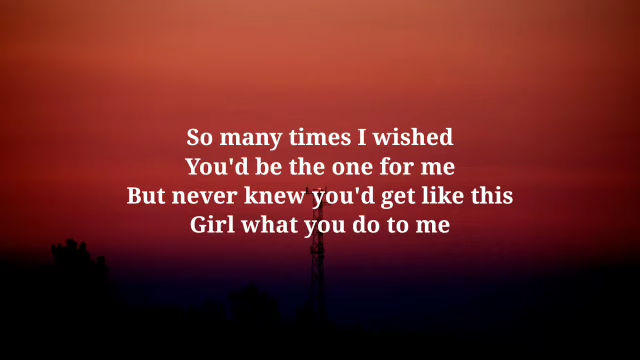 So many times I wished
You'd be the one for me
But never knew you'd get like this
Girl what you do to me